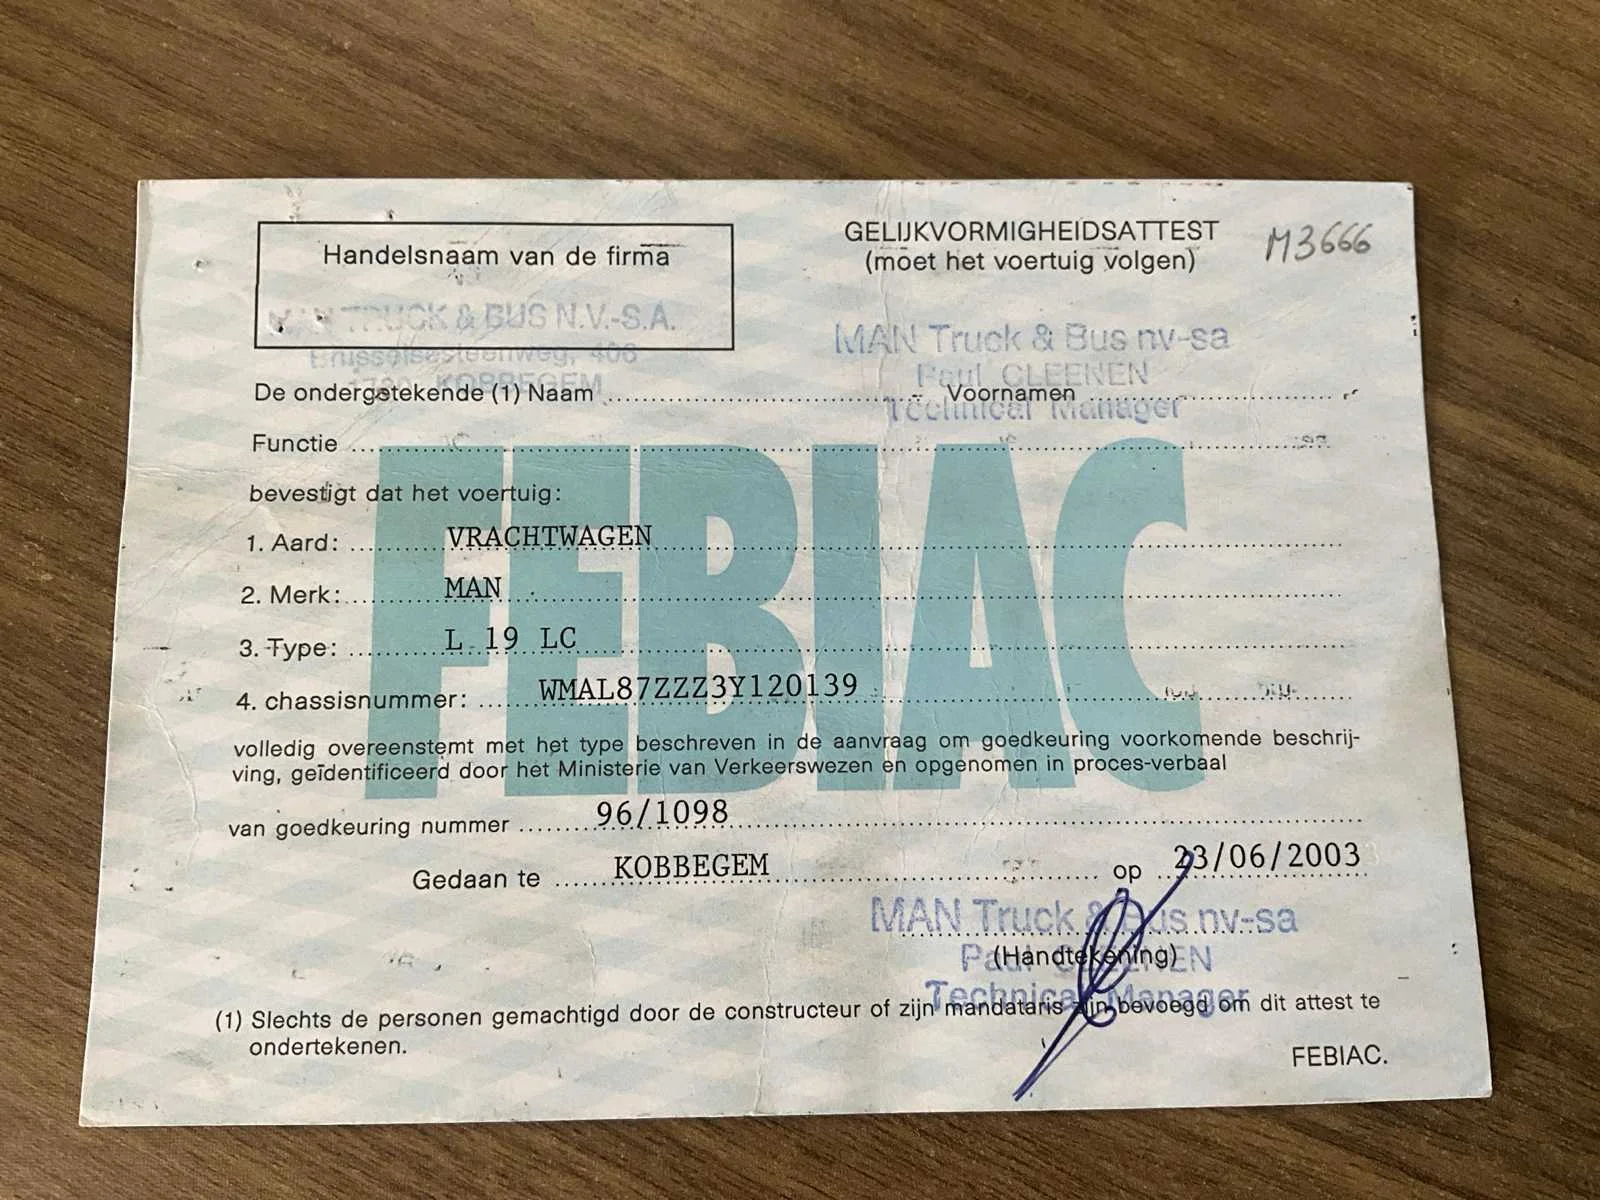 Handelsnaam van de firma
GELIJKVORMIGHEIDSATTEST
(moet het voertuig volgen)
M3666
MAN TRUCK & BUS N.V.-S.A.
Brusselsesteenweg, 406
KOBBEGEM
MAN Truck & Bus nv-sa
Paul CLEENEN
Technical Manager
De ondergetekende (1) Naam Voornamen
Functie
FEBIAC
bevestigt dat het voertuig:
1. Aard: VRACHTWAGEN
2. Merk: MAN
3. Type: L 19 LC
4. chassisnummer: WMAL87ZZZ3Y120139
volledig overeenstemt met het type beschreven in de aanvraag om goedkeuring voorkomende beschrij-
ving, geïdentificeerd door het Ministerie van Verkeerswezen en opgenomen in proces-verbaal
van goedkeuring nummer 96/1098
Gedaan te KOBBEGEM op 23/06/2003
MAN Truck & Bus nv-sa
(Handtekening)
Paul CLEENEN
Technical Manager
(1) Slechts de personen gemachtigd door de constructeur of zijn mandataris zijn bevoegd om dit attest te
ondertekenen.
FEBIAC.